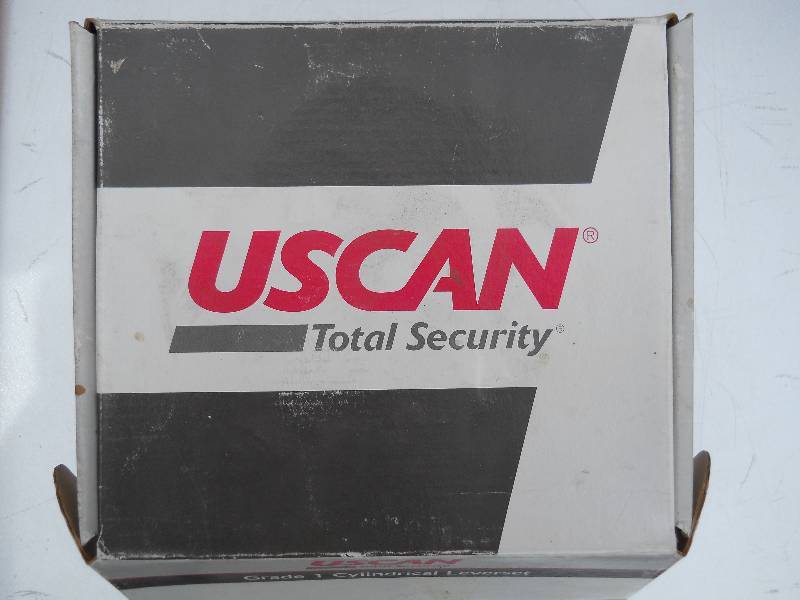 USCAN®
Total Security®
USCAN
Grade 1 Cylindrical Leverset